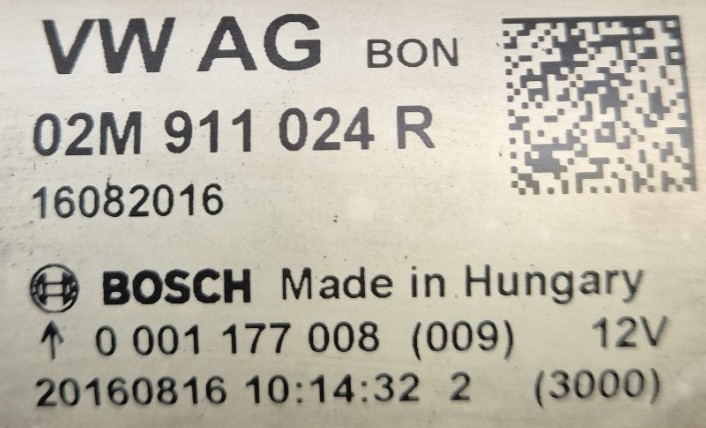 VW AG BON
02M 911 024 R
16082016
BOSCH Made in Hungary
↑ 0 001 177 008 (009) 12V
20160816 10:14:32 2 (3000)